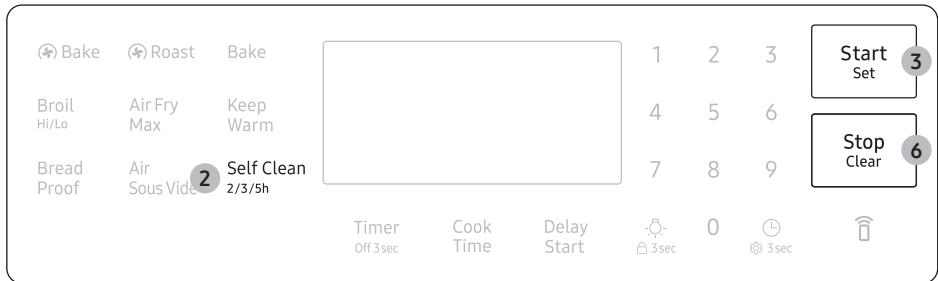 Bake Roast Bake 1 2 3 Start 3
Set
Broil Air Fry Keep 4 5 6
Hi/Lo Max Warm
Stop 6
Clear
Bread Air 2 Self Clean 7 8 9
Proof Sous Vide 2/3/5h
Timer Cook Delay 0
Off 3 sec Time Start 3 sec 3 sec